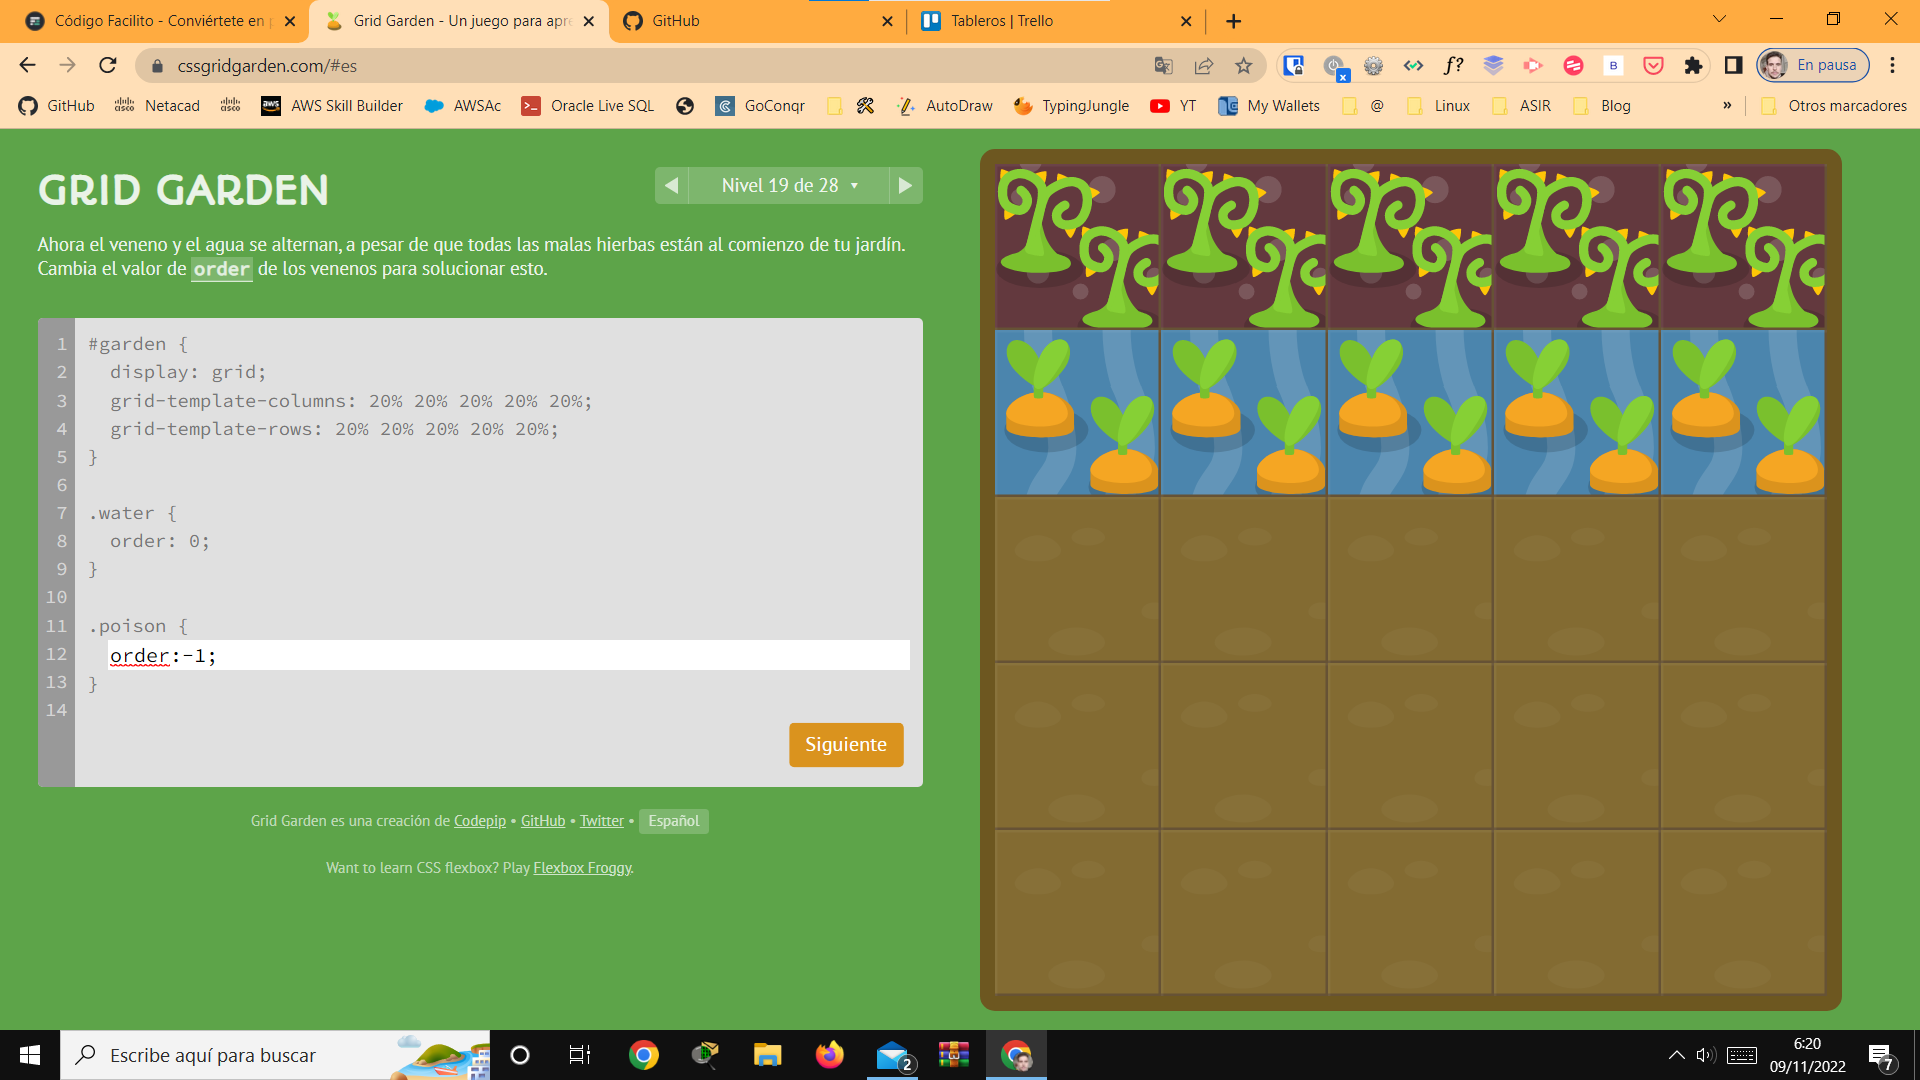 Código Facilito - Conviértete en p
Grid Garden - Un juego para apre
GitHub
Tableros | Trello
cssgridgarden.com/#es
f?
B
En pausa
GitHub
Netacad
AWS Skill Builder
AWSAc
Oracle Live SQL
GoConqr
AutoDraw
TypingJungle
YT
My Wallets
@
Linux
ASIR
Blog
»
Otros marcadores
GRID GARDEN
Nivel 19 de 28
Ahora el veneno y el agua se alternan, a pesar de que todas las malas hierbas están al comienzo de tu jardín.
Cambia el valor de order de los venenos para solucionar esto.
1 #garden {
2 display: grid;
3 grid-template-columns: 20% 20% 20% 20% 20%;
4 grid-template-rows: 20% 20% 20% 20% 20%;
5 }
6
7 .water {
8 order: 0;
9 }
10
11 .poison {
12 order:-1;
13 }
14
Siguiente
Grid Garden es una creación de Codepip • GitHub • Twitter • Español
Want to learn CSS flexbox? Play Flexbox Froggy.
Escribe aquí para buscar
2
6:20
09/11/2022
7